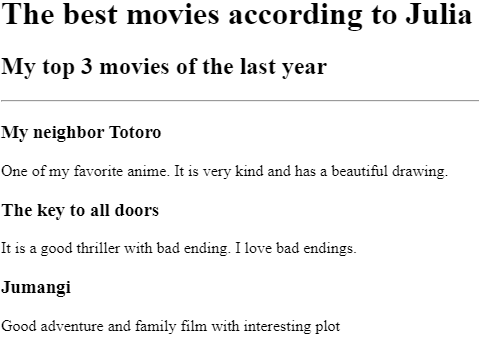 The best movies according to Julia
My top 3 movies of the last year
My neighbor Totoro
One of my favorite anime. It is very kind and has a beautiful drawing.
The key to all doors
It is a good thriller with bad ending. I love bad endings.
Jumangi
Good adventure and family film with interesting plot